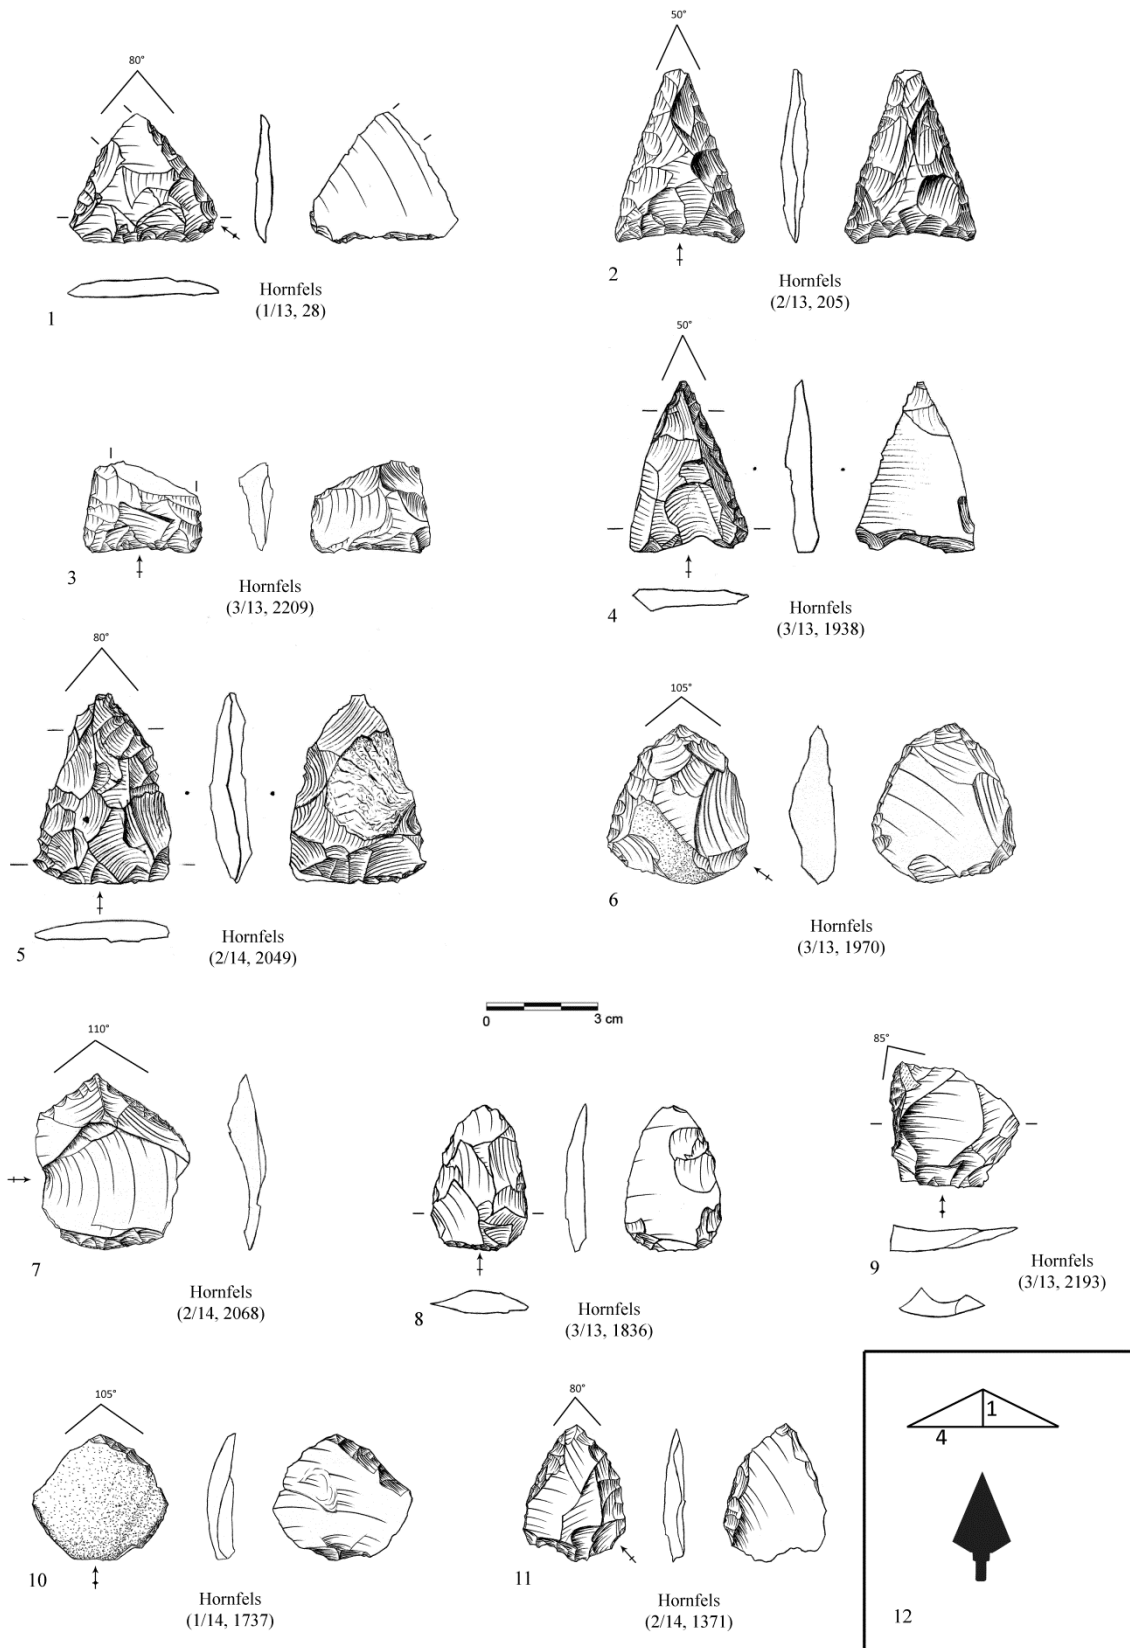 80°
1
Hornfels
(1/13, 28)
50°
2
Hornfels
(2/13, 205)
3
Hornfels
(3/13, 2209)
50°
4
Hornfels
(3/13, 1938)
80°
5
Hornfels
(2/14, 2049)
105°
6
Hornfels
(3/13, 1970)
0 3 cm
110°
7
Hornfels
(2/14, 2068)
8
Hornfels
(3/13, 1836)
85°
9
Hornfels
(3/13, 2193)
105°
10
Hornfels
(1/14, 1737)
80°
11
Hornfels
(2/14, 1371)
1
4
12